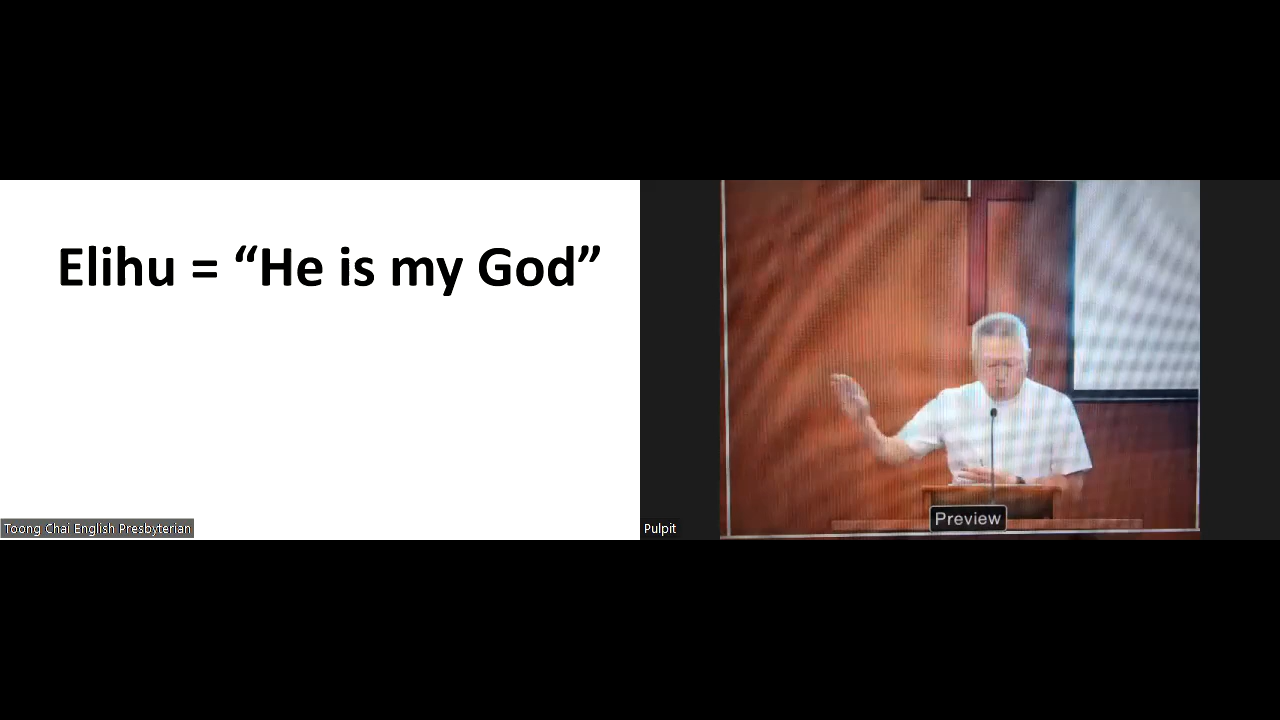 Elihu = “He is my God”
Toong Chai English Presbyterian
Pulpit
Preview